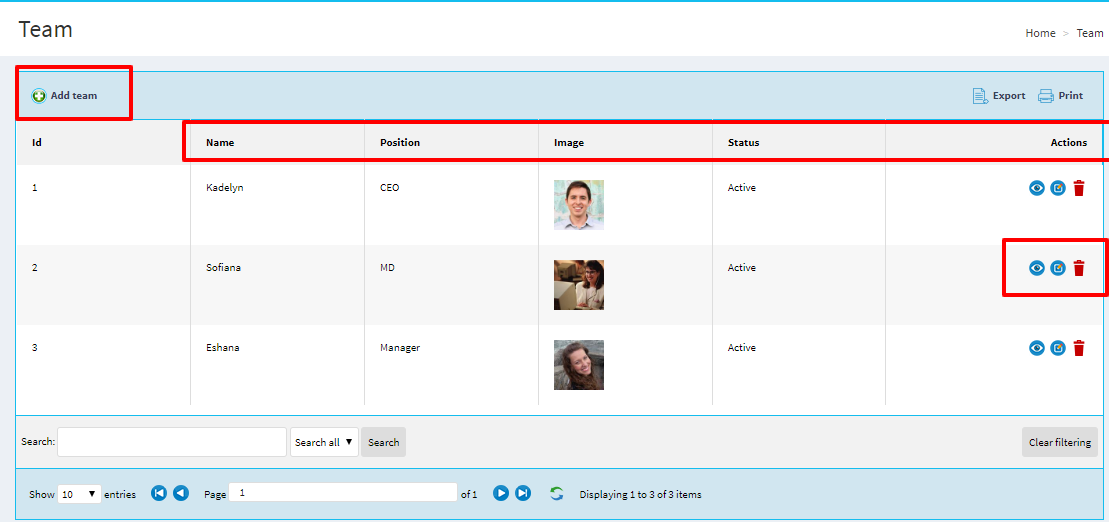 Team
Home > Team
Add team
Export Print
Id Name Position Image Status Actions
1 Kadelyn CEO Active
2 Sofiana MD Active
3 Eshana Manager Active
Search: Search all ▼ Search Clear filtering
Show 10 ▼ entries Page 1 of 1 Displaying 1 to 3 of 3 items